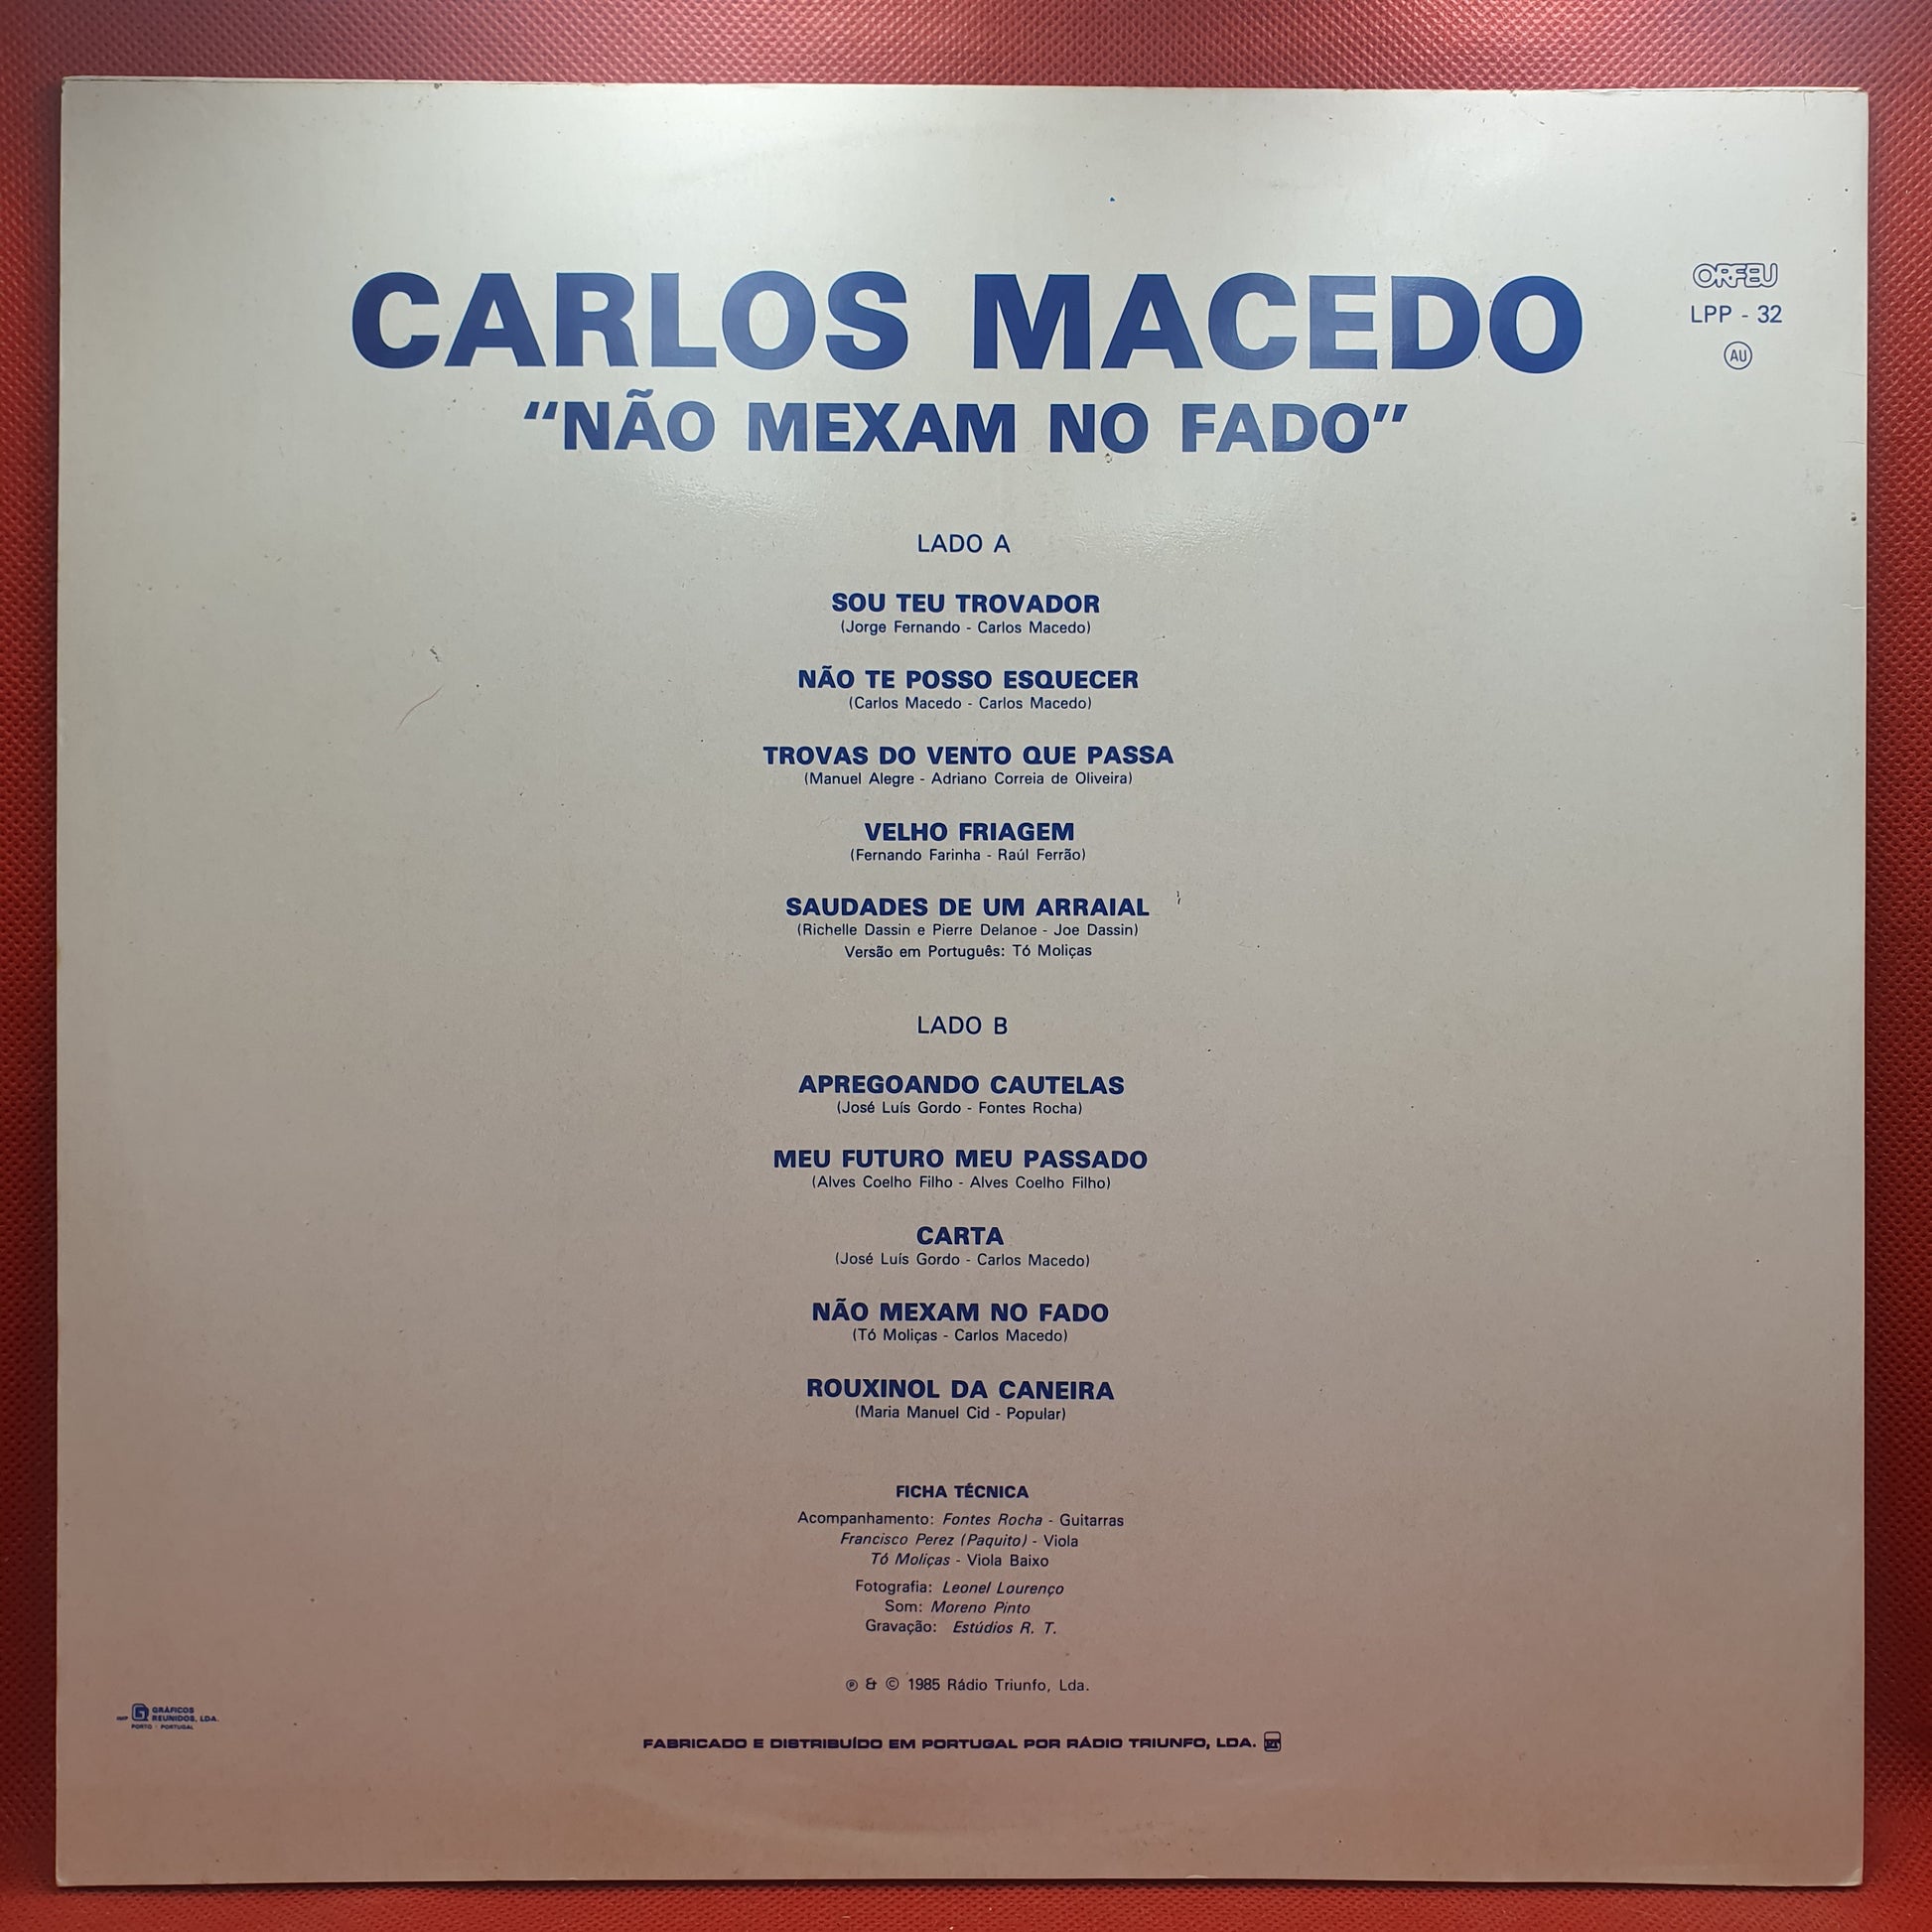 CARLOS MACEDO
“NÃO MEXAM NO FADO”
ORFEU
LPP - 32
AU
LADO A
SOU TEU TROVADOR
(Jorge Fernando - Carlos Macedo)
NÃO TE POSSO ESQUECER
(Carlos Macedo - Carlos Macedo)
TROVAS DO VENTO QUE PASSA
(Manuel Alegre - Adriano Correia de Oliveira)
VELHO FRIAGEM
(Fernando Farinha - Raúl Ferrão)
SAUDADES DE UM ARRAIAL
(Richelle Dassin e Pierre Delanoe - Joe Dassin)
Versão em Português: Tó Moliças
LADO B
APREGOANDO CAUTELAS
(José Luís Gordo - Fontes Rocha)
MEU FUTURO MEU PASSADO
(Alves Coelho Filho - Alves Coelho Filho)
CARTA
(José Luís Gordo - Carlos Macedo)
NÃO MEXAM NO FADO
(Tó Moliças - Carlos Macedo)
ROUXINOL DA CANEIRA
(Maria Manuel Cid - Popular)
FICHA TÉCNICA
Acompanhamento: Fontes Rocha - Guitarras
Francisco Perez (Paquito) - Viola
Tó Moliças - Viola Baixo
Fotografia: Leonel Lourenço
Som: Moreno Pinto
Gravação: Estúdios R. T.
℗ & © 1985 Rádio Triunfo, Lda.
GRÁFICOS
REUNIDOS, LDA.
PORTO - PORTUGAL
FABRICADO E DISTRIBUÍDO EM PORTUGAL POR RÁDIO TRIUNFO, LDA.